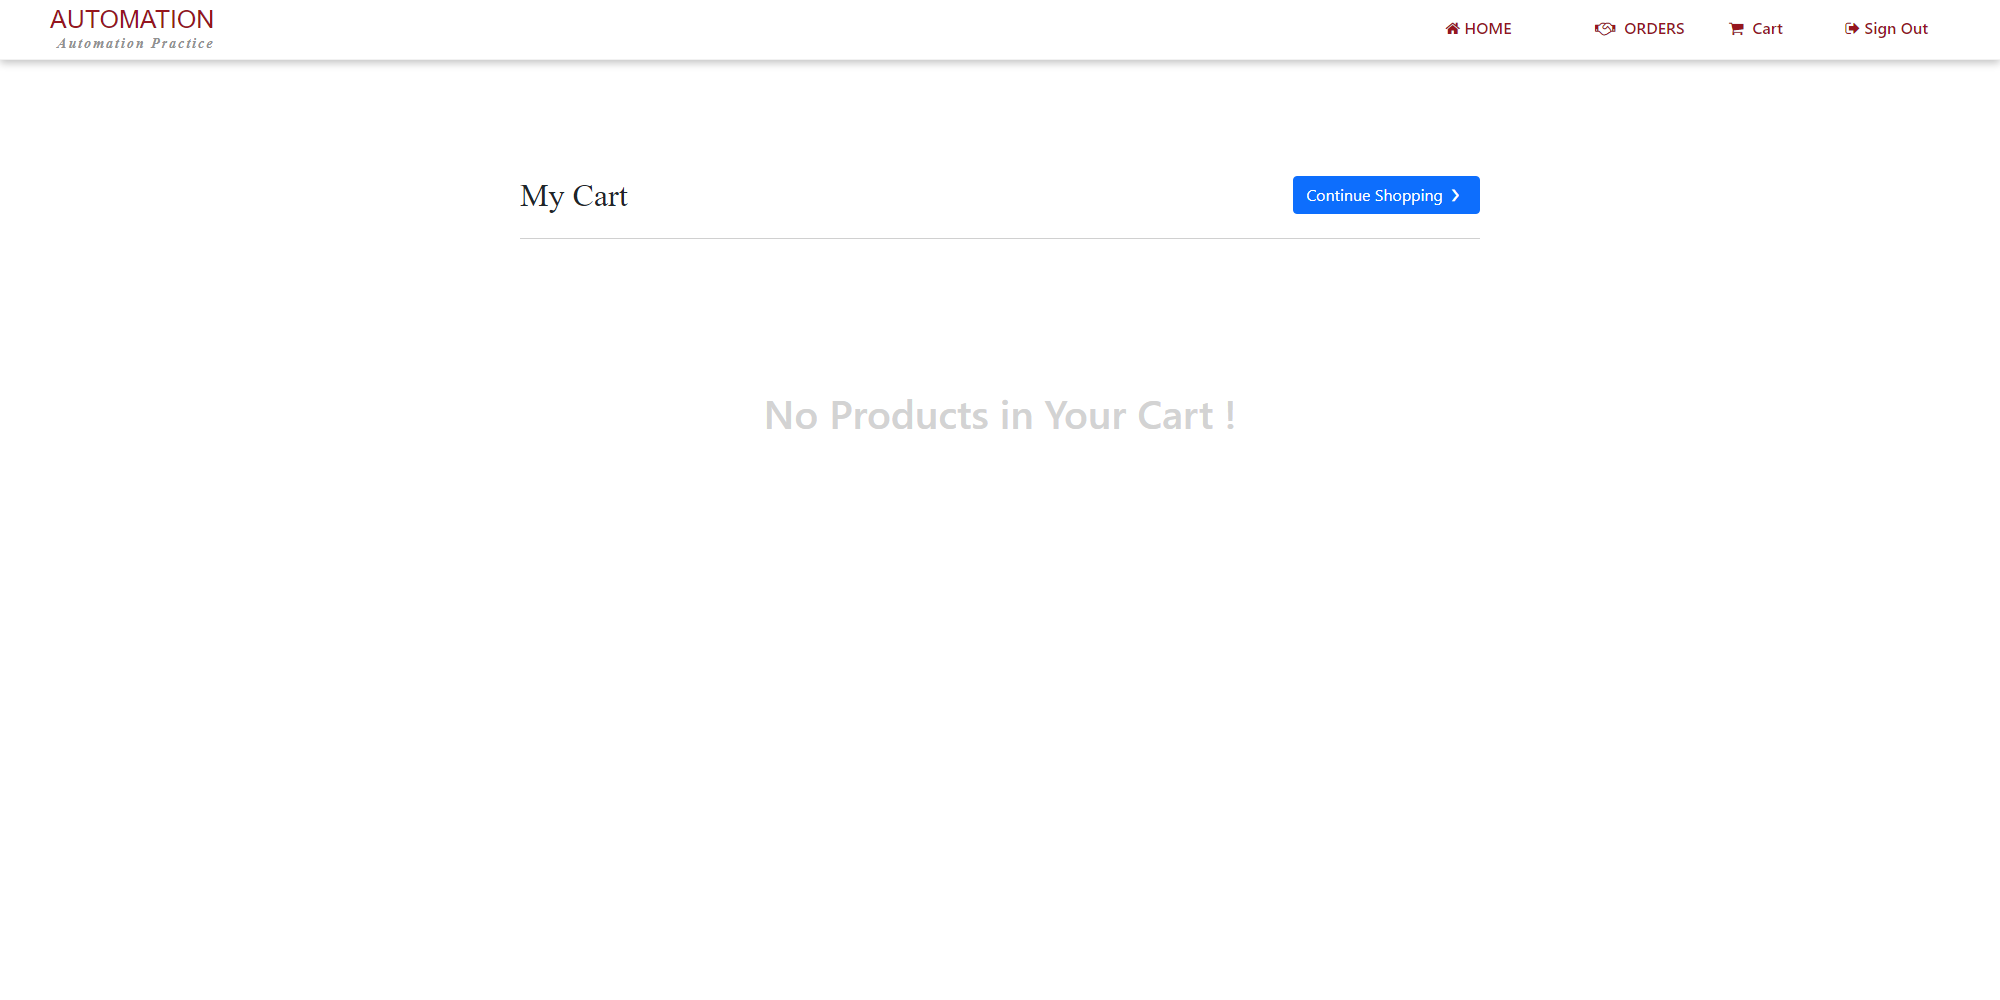 AUTOMATION
Automation Practice
HOME
ORDERS
Cart
Sign Out
My Cart
Continue Shopping
No Products in Your Cart !